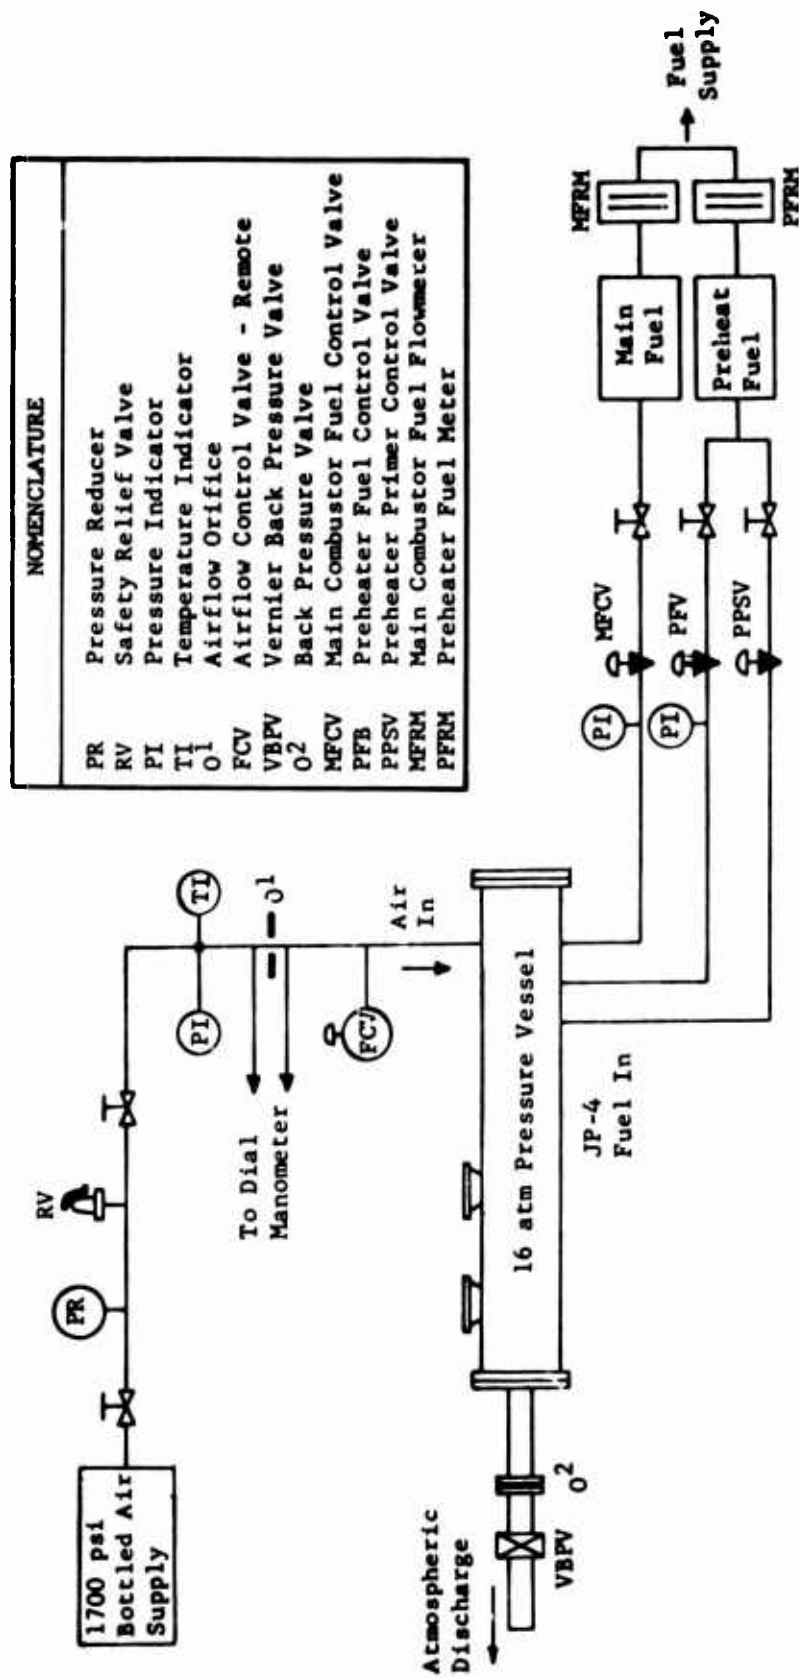 NOMENCLATURE
PR Pressure Reducer
RV Safety Relief Valve
PI Pressure Indicator
TI Temperature Indicator
O1 Airflow Orifice
FCV Airflow Control Valve - Remote
VBPV Vernier Back Pressure Valve
O2 Back Pressure Valve
MFCV Main Combustor Fuel Control Valve
PFB Preheater Fuel Control Valve
PPSV Preheater Primer Control Valve
MFRM Main Combustor Fuel Flowmeter
PFRM Preheater Fuel Meter
1700 psi
Bottled Air
Supply
PR
RV
PI
TI
To Dial
Manometer
O1
FCV
Air
In
16 atm Pressure Vessel
Atmospheric
Discharge
VBPV
O2
JP-4
Fuel In
PI
MFCV
PI
PFV
PPSV
Main
Fuel
Preheat
Fuel
MFRM
PFRM
Fuel
Supply